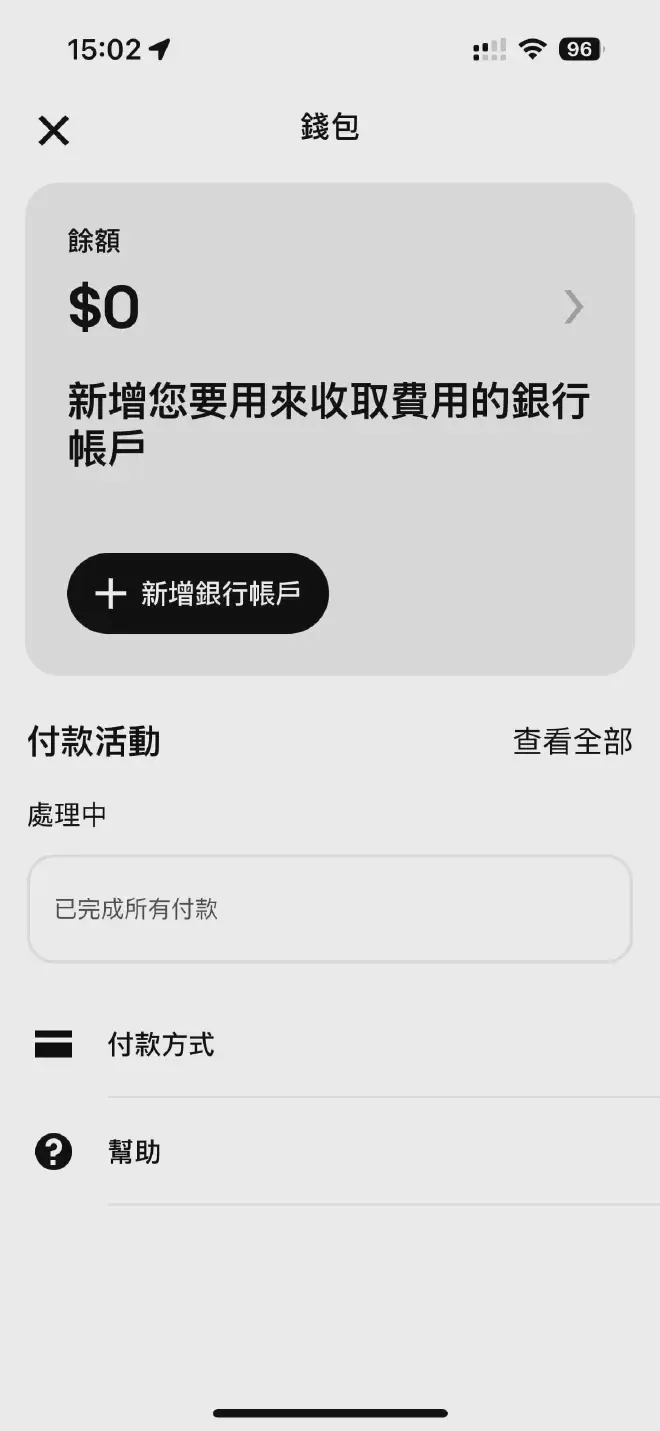 15:02
96
錢包
餘額
$0
新增您要用來收取費用的銀行
帳戶
新增銀行帳戶
付款活動
查看全部
處理中
已完成所有付款
付款方式
幫助